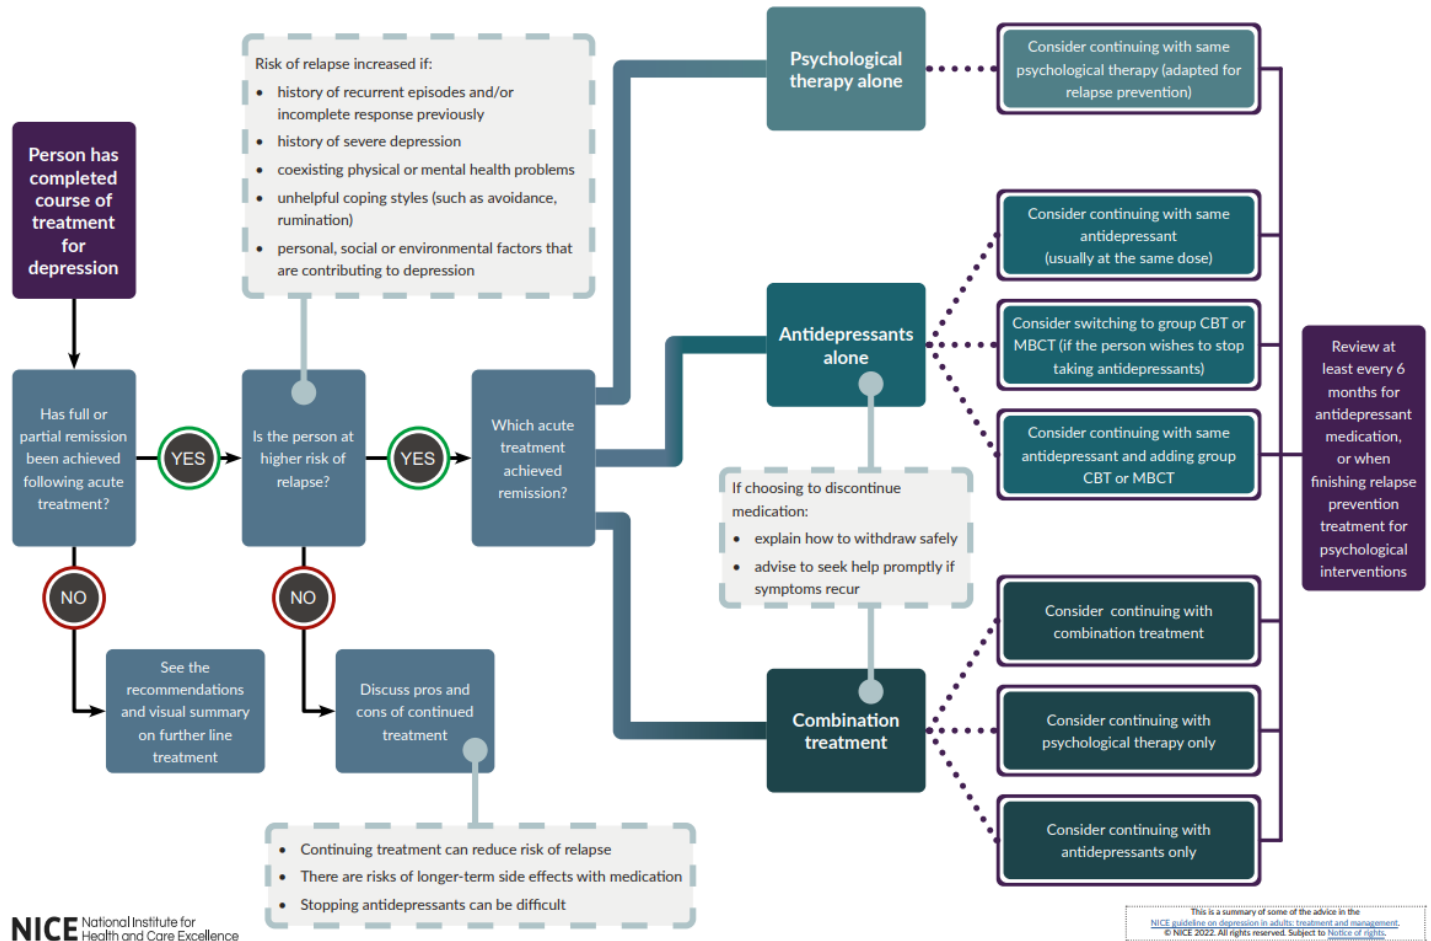 Person has
completed
course of
treatment
for
depression
Has full or
partial remission
been achieved
following acute
treatment?
YES
NO
See the
recommendations
and visual summary
on further line
treatment
Risk of relapse increased if:
• history of recurrent episodes and/or
incomplete response previously
• history of severe depression
• coexisting physical or mental health problems
• unhelpful coping styles (such as avoidance,
rumination)
• personal, social or environmental factors that
are contributing to depression
Is the person at
higher risk of
relapse?
YES
NO
Discuss pros and
cons of continued
treatment
• Continuing treatment can reduce risk of relapse
• There are risks of longer-term side effects with medication
• Stopping antidepressants can be difficult
Which acute
treatment
achieved
remission?
Psychological
therapy alone
Consider continuing with same
psychological therapy (adapted for
relapse prevention)
Antidepressants
alone
Consider continuing with same
antidepressant
(usually at the same dose)
Consider switching to group CBT or
MBCT (if the person wishes to stop
taking antidepressants)
Consider continuing with same
antidepressant and adding group
CBT or MBCT
If choosing to discontinue
medication:
• explain how to withdraw safely
• advise to seek help promptly if
symptoms recur
Combination
treatment
Consider continuing with
combination treatment
Consider continuing with
psychological therapy only
Consider continuing with
antidepressants only
Review at
least every 6
months for
antidepressant
medication,
or when
finishing relapse
prevention
treatment for
psychological
interventions
NICE National Institute for
Health and Care Excellence
This is a summary of some of the advice in the
NICE guideline on depression in adults: treatment and management.
© NICE 2022. All rights reserved. Subject to Notice of rights.